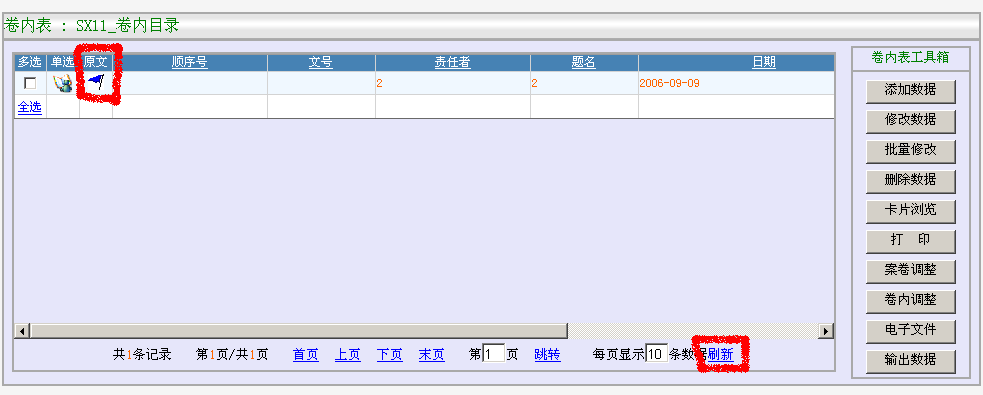 卷内表 : SX11_卷内目录
多选 单选 原文 顺序号 文号 责任者 题名 日期
2 2 2006-09-09
全选
共1条记录 第1页/共1页 首页 上页 下页 末页 第1页 跳转 每页显示10条数据刷新
卷内表工具箱
添加数据
修改数据
批量修改
删除数据
卡片浏览
打 印
案卷调整
卷内调整
电子文件
输出数据